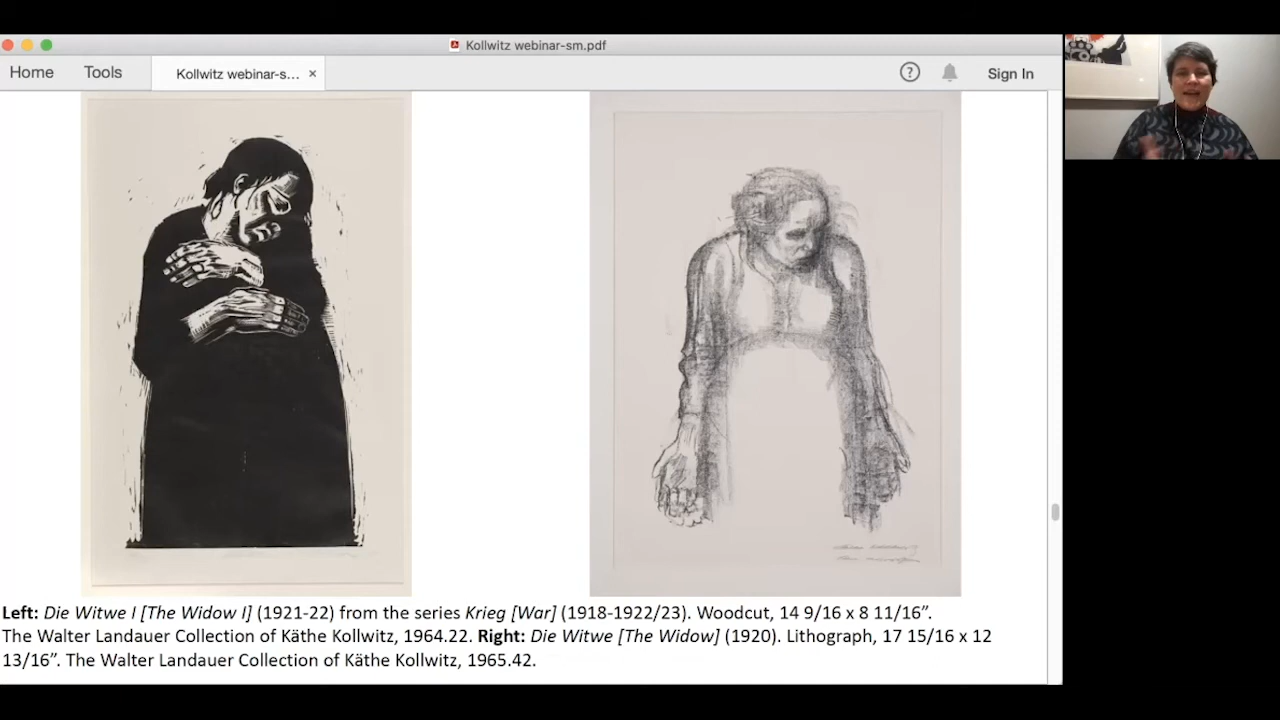 Kollwitz webinar-sm.pdf
Home Tools Kollwitz webinar-s... × ? Sign In
Left: Die Witwe I [The Widow I] (1921-22) from the series Krieg [War] (1918-1922/23). Woodcut, 14 9/16 x 8 11/16”.
The Walter Landauer Collection of Käthe Kollwitz, 1964.22. Right: Die Witwe [The Widow] (1920). Lithograph, 17 15/16 x 12
13/16”. The Walter Landauer Collection of Käthe Kollwitz, 1965.42.